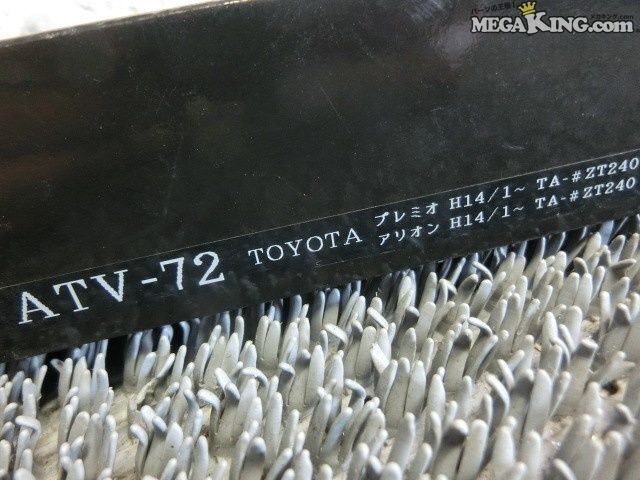 パーツの王様!
MEGAKING.com
ATV-72 TOYOTA プレミオ H14/1~ TA-#ZT240
アリオン H14/1~ TA-#ZT240